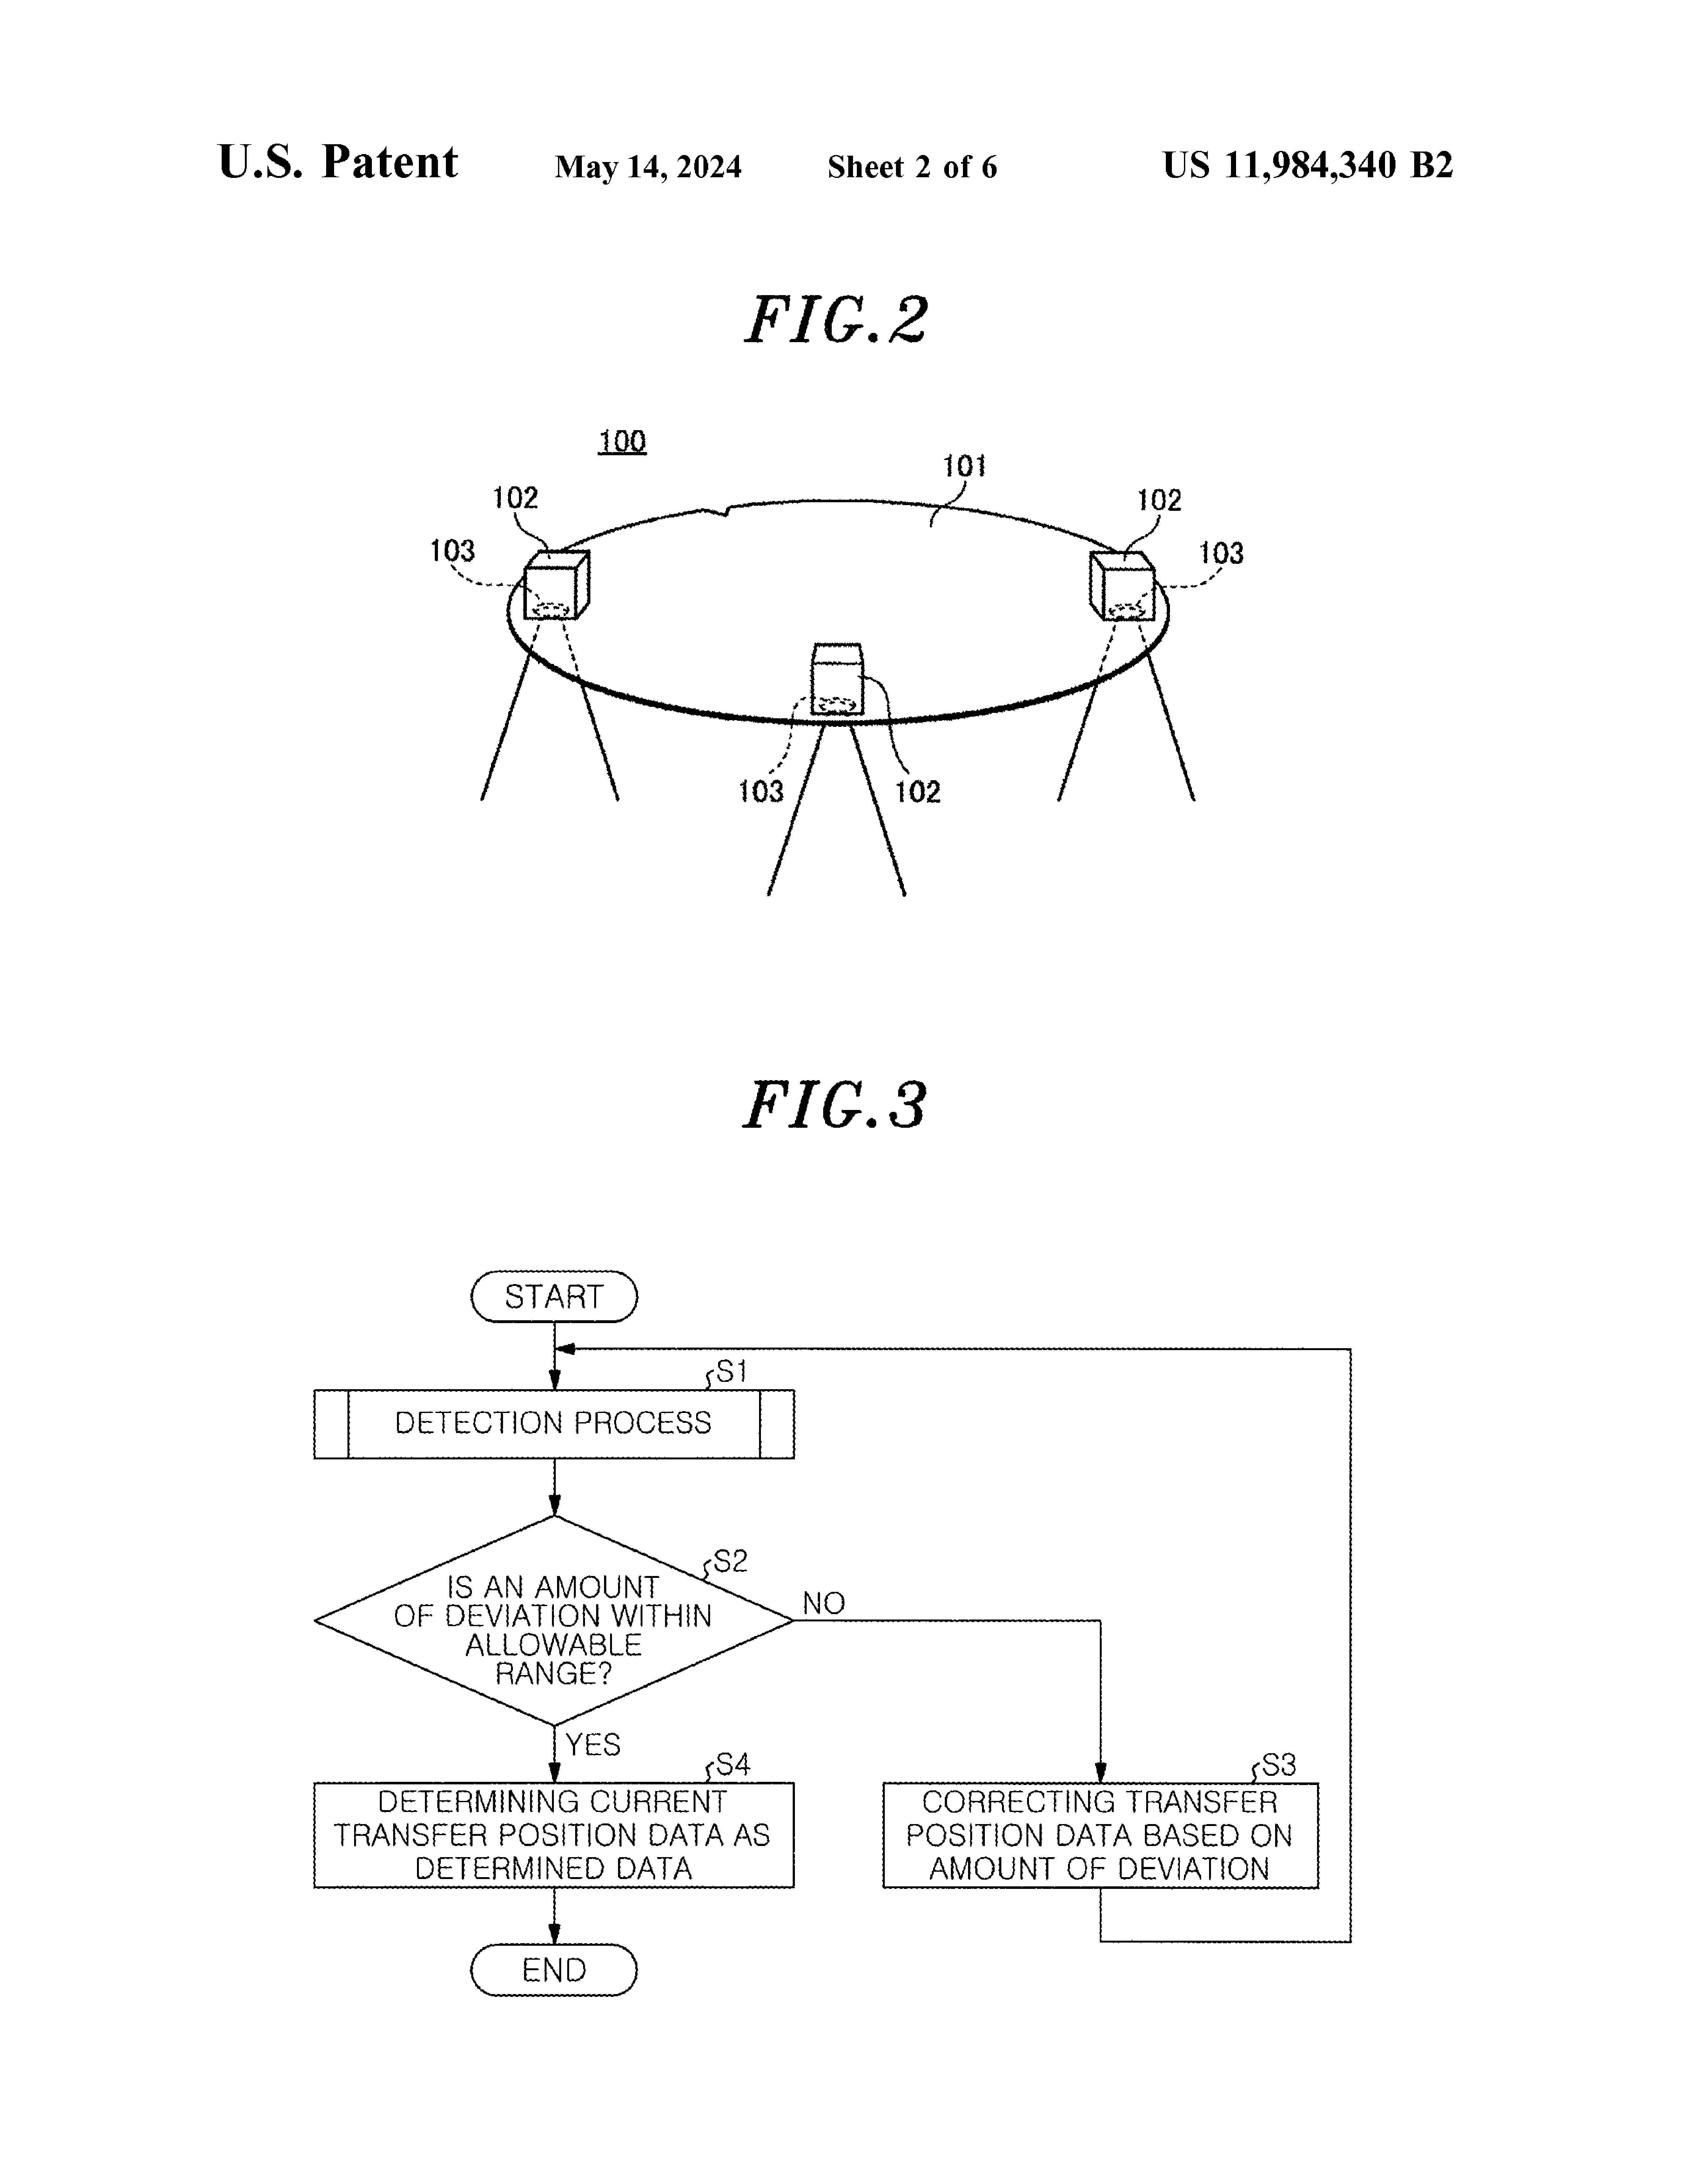 U.S. Patent May 14, 2024 Sheet 2 of 6 US 11,984,340 B2
FIG.2
100
101
102
102
103
103
103
102
FIG.3
START
S1
DETECTION PROCESS
S2
IS AN AMOUNT
OF DEVIATION WITHIN
ALLOWABLE
RANGE?
NO
YES
S4
DETERMINING CURRENT
TRANSFER POSITION DATA AS
DETERMINED DATA
S3
CORRECTING TRANSFER
POSITION DATA BASED ON
AMOUNT OF DEVIATION
END